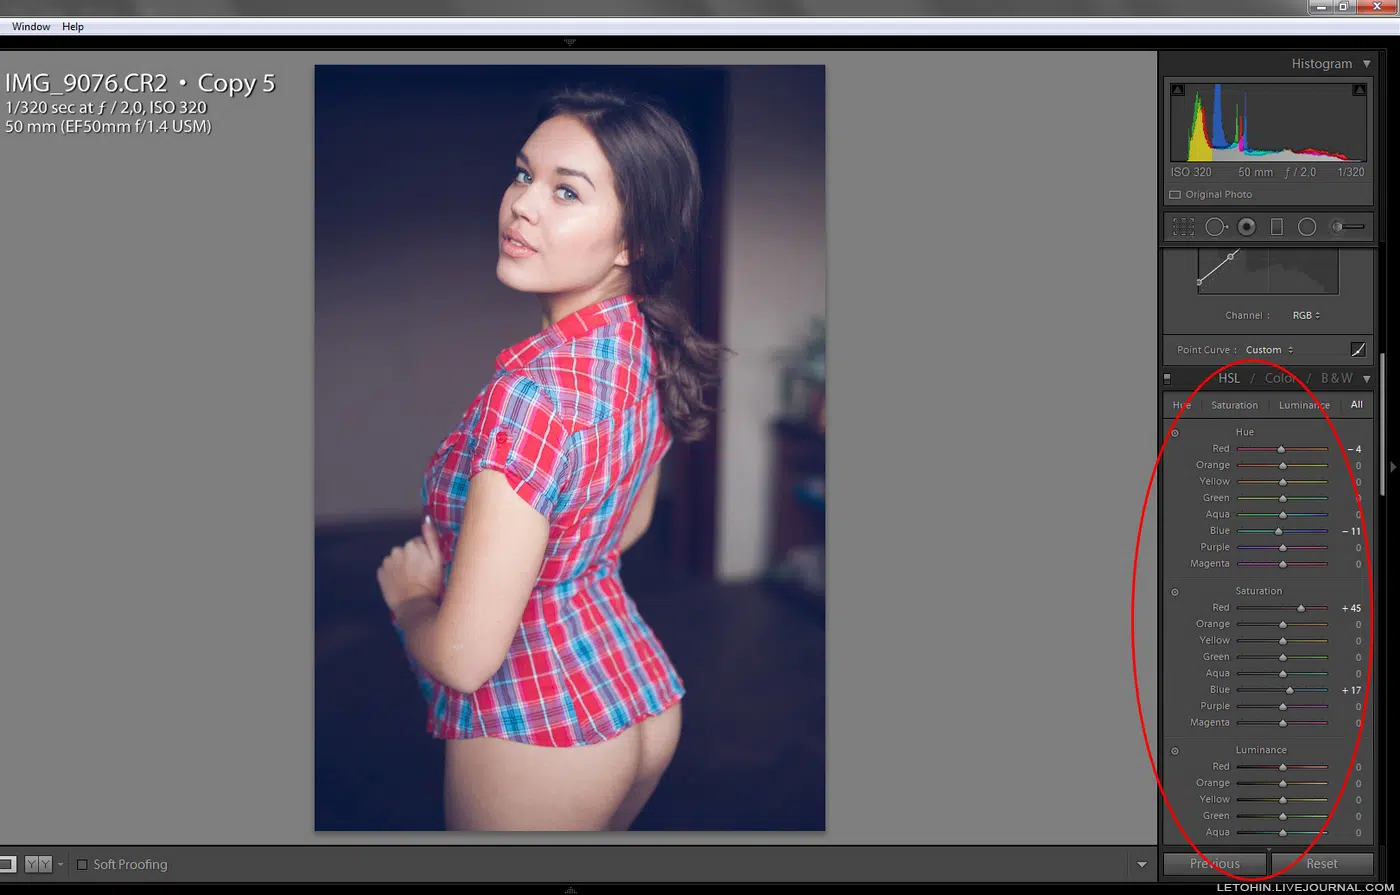 Window Help
IMG_9076.CR2 • Copy 5
1/320 sec at ƒ / 2,0, ISO 320
50 mm (EF50mm f/1.4 USM)
Histogram
ISO 320 50 mm ƒ / 2,0 1/320
Original Photo
Channel : RGB
Point Curve : Custom
HSL / Color / B & W
Hue Saturation Luminance All
Hue
Red – 4
Orange 0
Yellow 0
Green 0
Aqua 0
Blue – 11
Purple 0
Magenta 0
Saturation
Red + 45
Orange 0
Yellow 0
Green 0
Aqua 0
Blue + 17
Purple 0
Magenta 0
Luminance
Red 0
Orange 0
Yellow 0
Green 0
Aqua 0
Y Y Soft Proofing
Previous Reset
LETOHIN.LIVEJOURNAL.COM